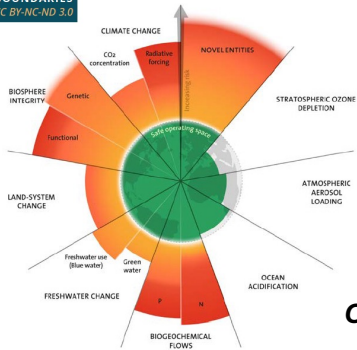 BOUNDARIES
CC BY-NC-ND 3.0
CLIMATE CHANGE
CO2
concentration
Radiative
forcing
Increasing risk
NOVEL ENTITIES
BIOSPHERE
INTEGRITY
Genetic
Functional
STRATOSPHERIC OZONE
DEPLETION
Safe operating space
ATMOSPHERIC
AEROSOL
LOADING
LAND-SYSTEM
CHANGE
Freshwater use
(Blue water)
Green
water
FRESHWATER CHANGE
OCEAN
ACIDIFICATION
P
N
BIOGEOCHEMICAL
FLOWS